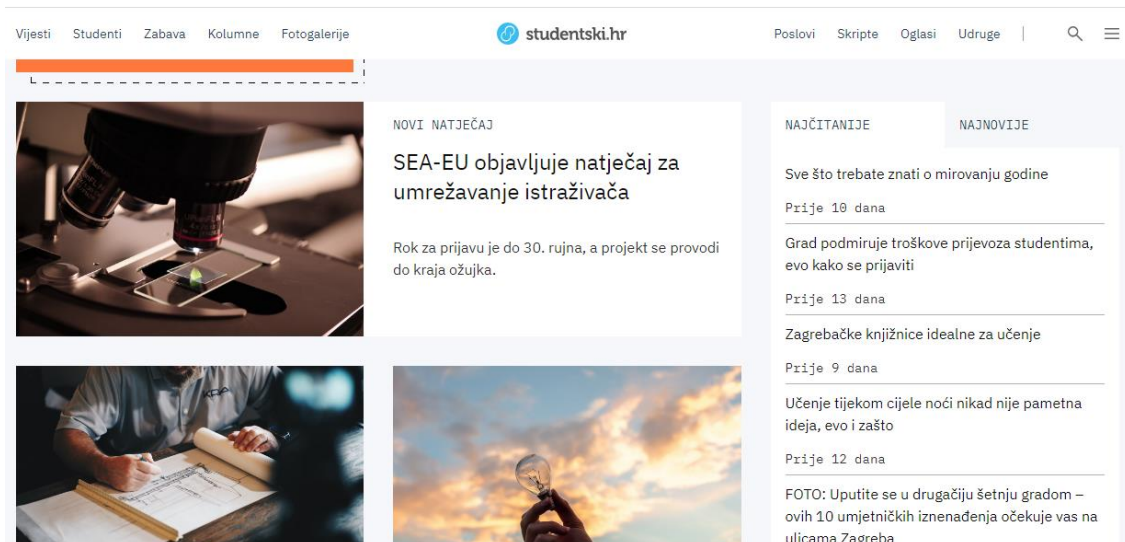 Vijesti Studenti Zabava Kolumne Fotogalerije studentski.hr Poslovi Skripte Oglasi Udruge
NOVI NATJEČAJ
SEA-EU objavljuje natječaj za
umrežavanje istraživača
Rok za prijavu je do 30. rujna, a projekt se provodi
do kraja ožujka.
NAJČITANIJE NAJNOVIJE
Sve što trebate znati o mirovanju godine
Prije 10 dana
Grad podmiruje troškove prijevoza studentima,
evo kako se prijaviti
Prije 13 dana
Zagrebačke knjižnice idealne za učenje
Prije 9 dana
Učenje tijekom cijele noći nikad nije pametna
ideja, evo i zašto
Prije 12 dana
FOTO: Uputite se u drugačiju šetnju gradom –
ovih 10 umjetničkih iznenađenja očekuje vas na
ulicama Zagreba